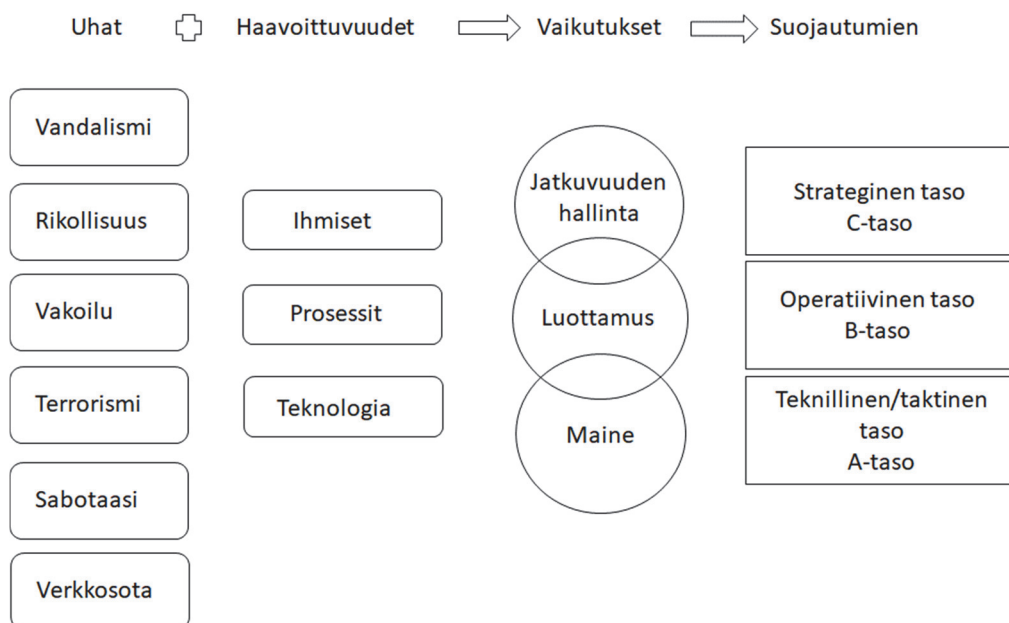 Uhat
Haavoittuvuudet
Vaikutukset
Suojautumien
Vandalismi
Rikollisuus
Vakoilu
Terrorismi
Sabotaasi
Verkkosota
Ihmiset
Prosessit
Teknologia
Jatkuvuuden
hallinta
Luottamus
Maine
Strateginen taso
C-taso
Operatiivinen taso
B-taso
Teknillinen/taktinen
taso
A-taso